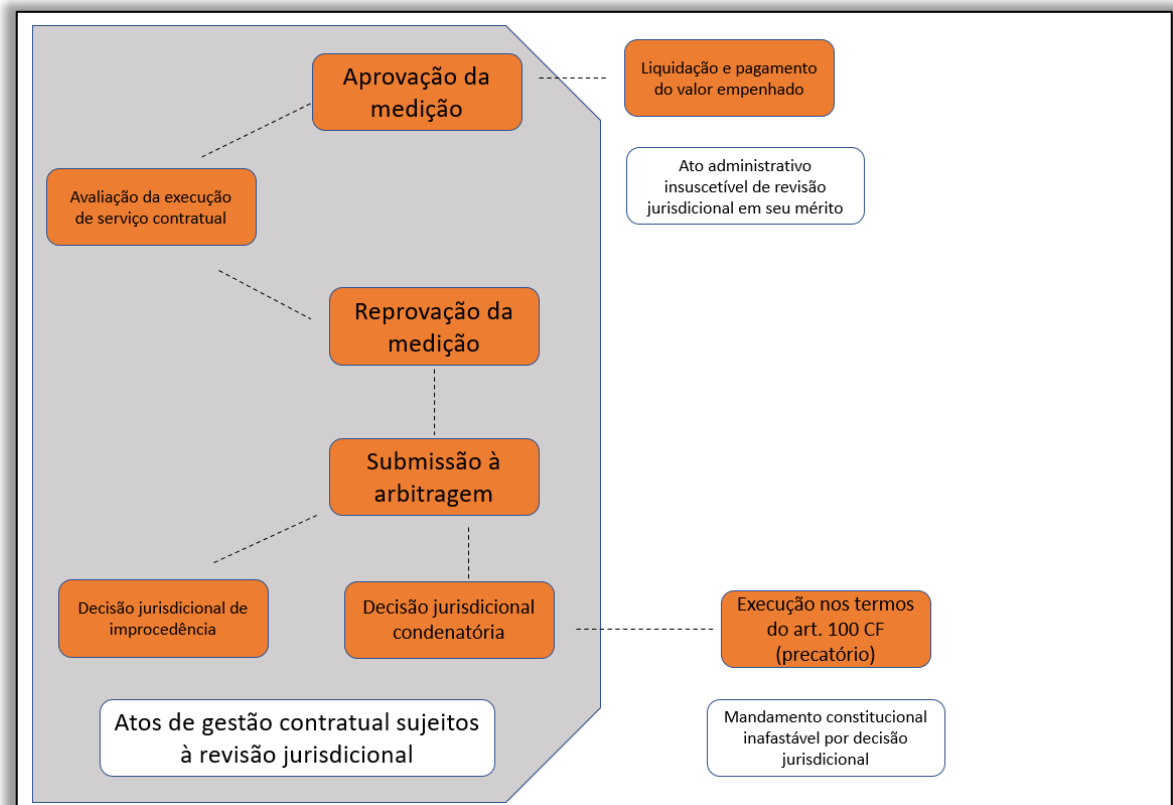 Aprovação da
medição
Liquidação e pagamento
do valor empenhado
Ato administrativo
insuscetível de revisão
jurisdicional em seu mérito
Avaliação da execução
de serviço contratual
Reprovação da
medição
Submissão à
arbitragem
Decisão jurisdicional de
improcedência
Decisão jurisdicional
condenatória
Execução nos termos
do art. 100 CF
(precatório)
Atos de gestão contratual sujeitos
à revisão jurisdicional
Mandamento constitucional
inafastável por decisão
jurisdicional